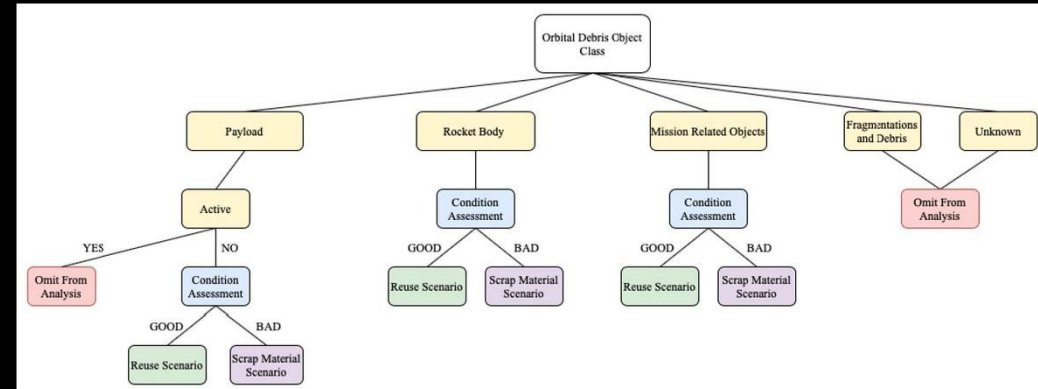 Orbital Debris Object
Class
Payload
Rocket Body
Mission Related Objects
Fragmentations
and Debris
Unknown
Active
Condition
Assessment
Condition
Assessment
Omit From
Analysis
YES
NO
GOOD
BAD
GOOD
BAD
Omit From
Analysis
Condition
Assessment
Reuse Scenario
Scrap Material
Scenario
Reuse Scenario
Scrap Material
Scenario
GOOD
BAD
Reuse Scenario
Scrap Material
Scenario